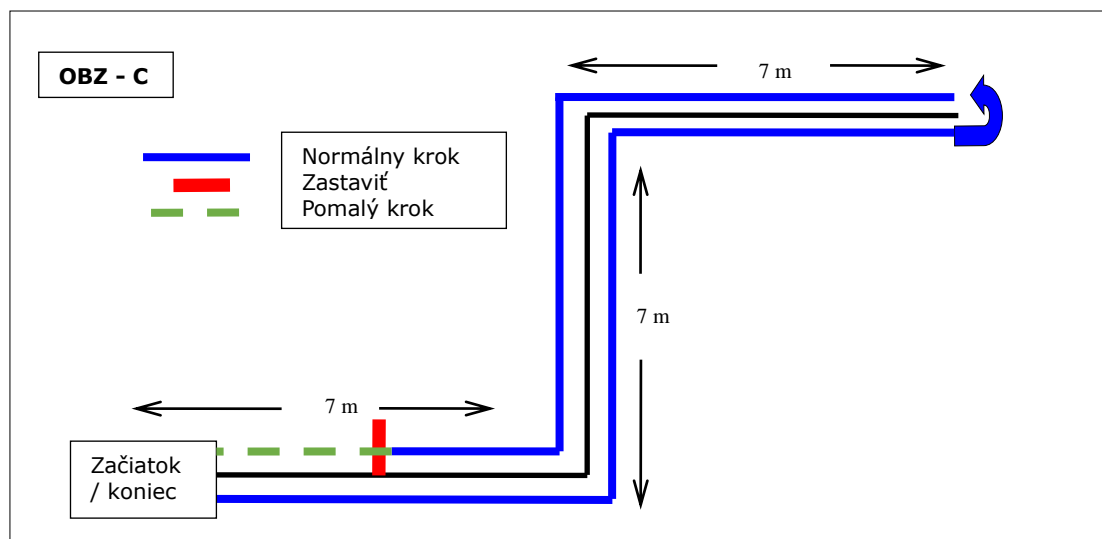 OBZ - C
7 m
Normálny krok
Zastaviť
Pomalý krok
7 m
7 m
Začiatok
/ koniec